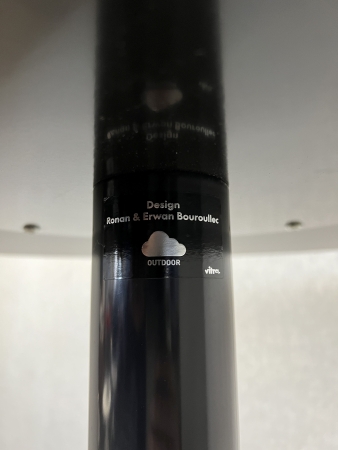 Design
Ronan & Erwan Bouroullec
OUTDOOR
vitra.